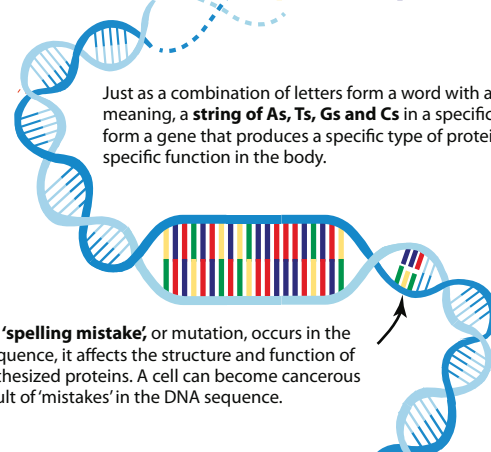 Just as a combination of letters form a word with a
meaning, a string of As, Ts, Gs and Cs in a specific
form a gene that produces a specific type of protei
specific function in the body.
‘spelling mistake’, or mutation, occurs in the
quence, it affects the structure and function of
thesized proteins. A cell can become cancerous
ult of ‘mistakes’ in the DNA sequence.